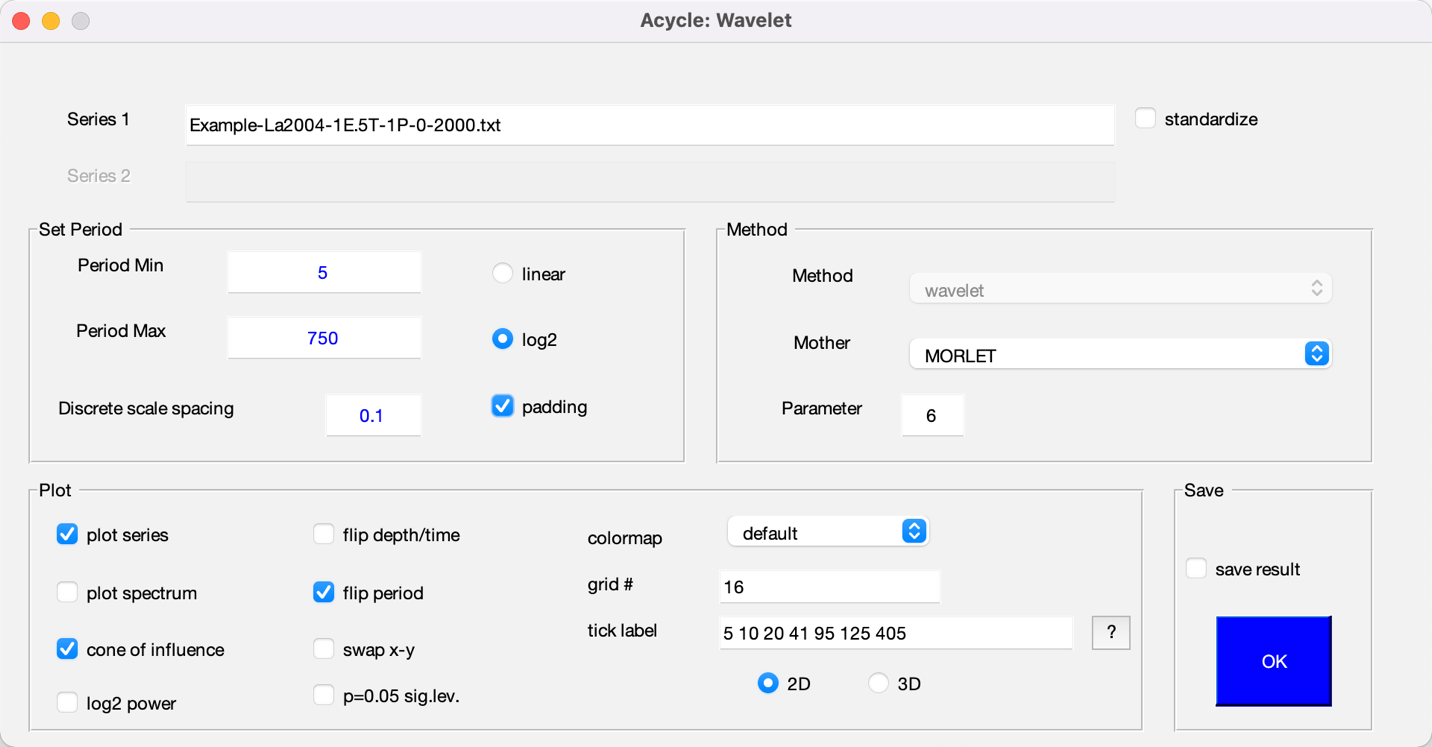 Acycle: Wavelet
Series 1
Example-La2004-1E.5T-1P-0-2000.txt
standardize
Series 2
Set Period
Period Min
5
linear
Period Max
750
log2
Discrete scale spacing
0.1
padding
Method
Method
wavelet
Mother
MORLET
Parameter
6
Plot
plot series
flip depth/time
colormap
default
plot spectrum
flip period
grid #
16
cone of influence
swap x-y
tick label
5 10 20 41 95 125 405
?
log2 power
p=0.05 sig.lev.
2D
3D
Save
save result
OK